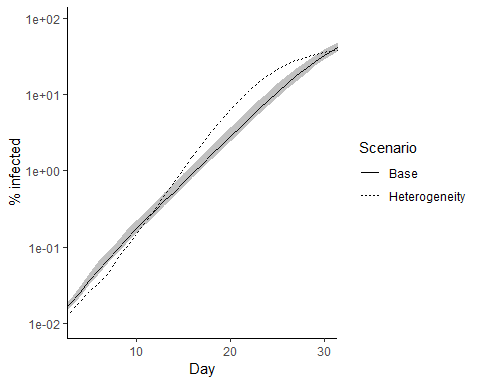 1e+02
1e+01
1e+00
1e-01
1e-02
% infected
10 20 30
Day
Scenario
Base
Heterogeneity